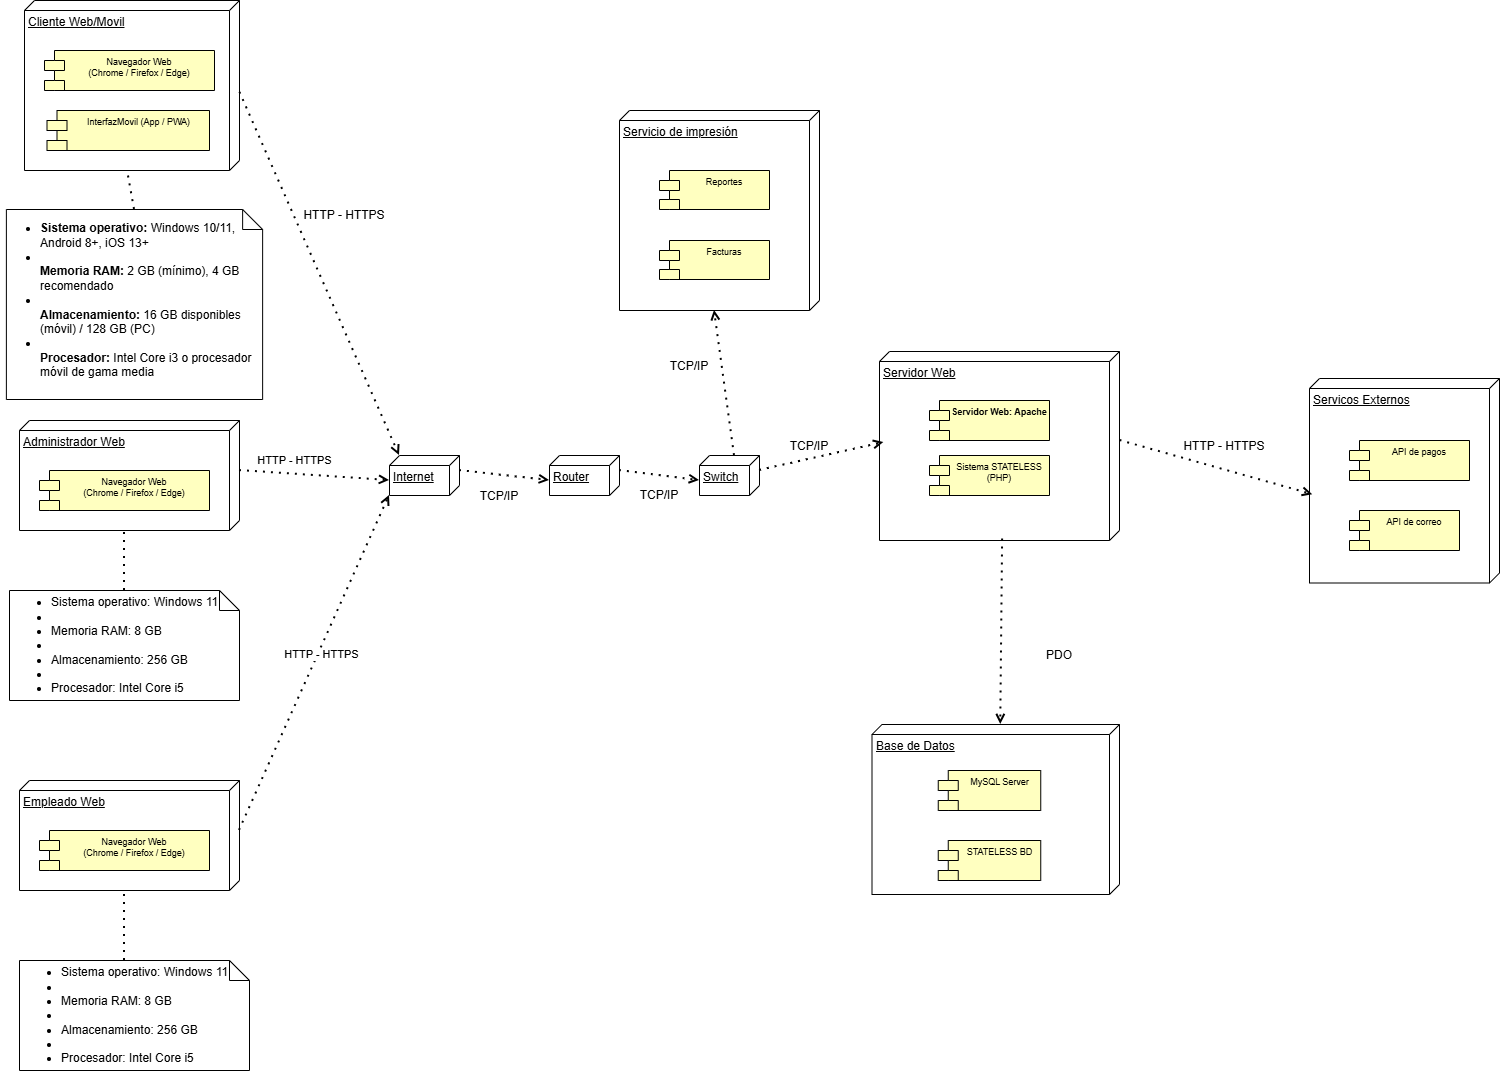 Cliente Web/Movil
Navegador Web
(Chrome / Firefox / Edge)
InterfazMovil (App / PWA)
Sistema operativo: Windows 10/11,
Android 8+, iOS 13+
Memoria RAM: 2 GB (mínimo), 4 GB
recomendado
Almacenamiento: 16 GB disponibles
(móvil) / 128 GB (PC)
Procesador: Intel Core i3 o procesador
móvil de gama media
HTTP - HTTPS
Administrador Web
Navegador Web
(Chrome / Firefox / Edge)
HTTP - HTTPS
Sistema operativo: Windows 11
Memoria RAM: 8 GB
Almacenamiento: 256 GB
Procesador: Intel Core i5
HTTP - HTTPS
Empleado Web
Navegador Web
(Chrome / Firefox / Edge)
Sistema operativo: Windows 11
Memoria RAM: 8 GB
Almacenamiento: 256 GB
Procesador: Intel Core i5
Internet
TCP/IP
Router
TCP/IP
Switch
TCP/IP
Servicio de impresión
Reportes
Facturas
TCP/IP
Servidor Web
Servidor Web: Apache
Sistema STATELESS
(PHP)
HTTP - HTTPS
Servicos Externos
API de pagos
API de correo
PDO
Base de Datos
MySQL Server
STATELESS BD